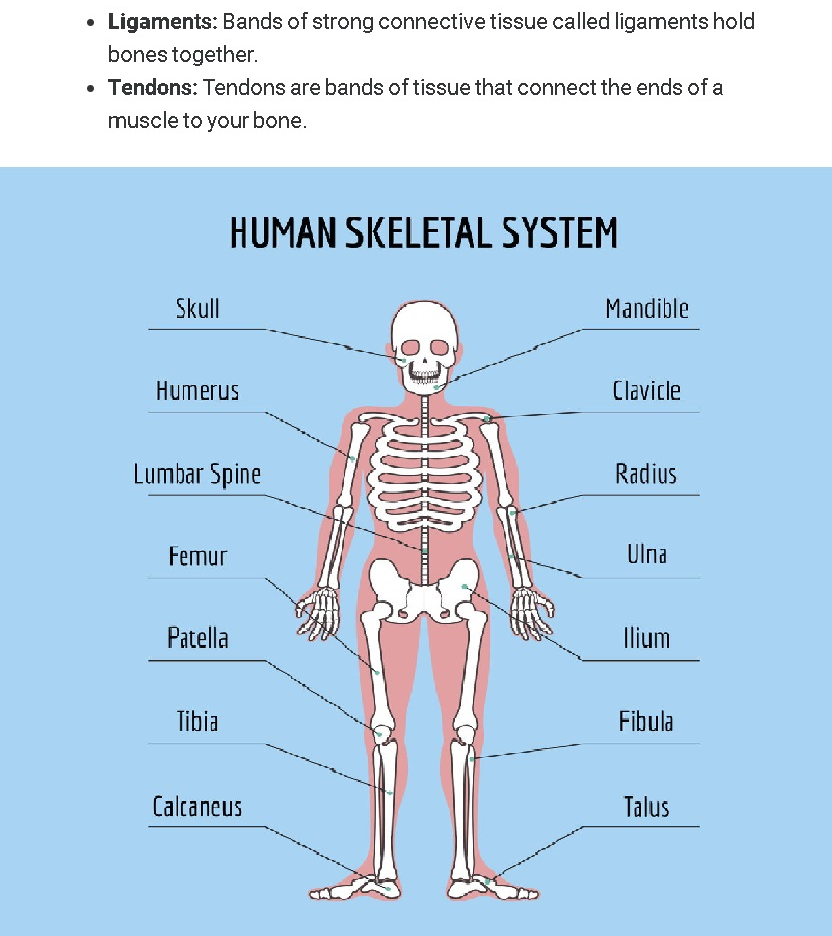 • Ligaments: Bands of strong connective tissue called ligaments hold
bones together.
• Tendons: Tendons are bands of tissue that connect the ends of a
muscle to your bone.
HUMAN SKELETAL SYSTEM
Skull
Mandible
Humerus
Clavicle
Lumbar Spine
Radius
Femur
Ulna
Patella
Ilium
Tibia
Fibula
Calcaneus
Talus